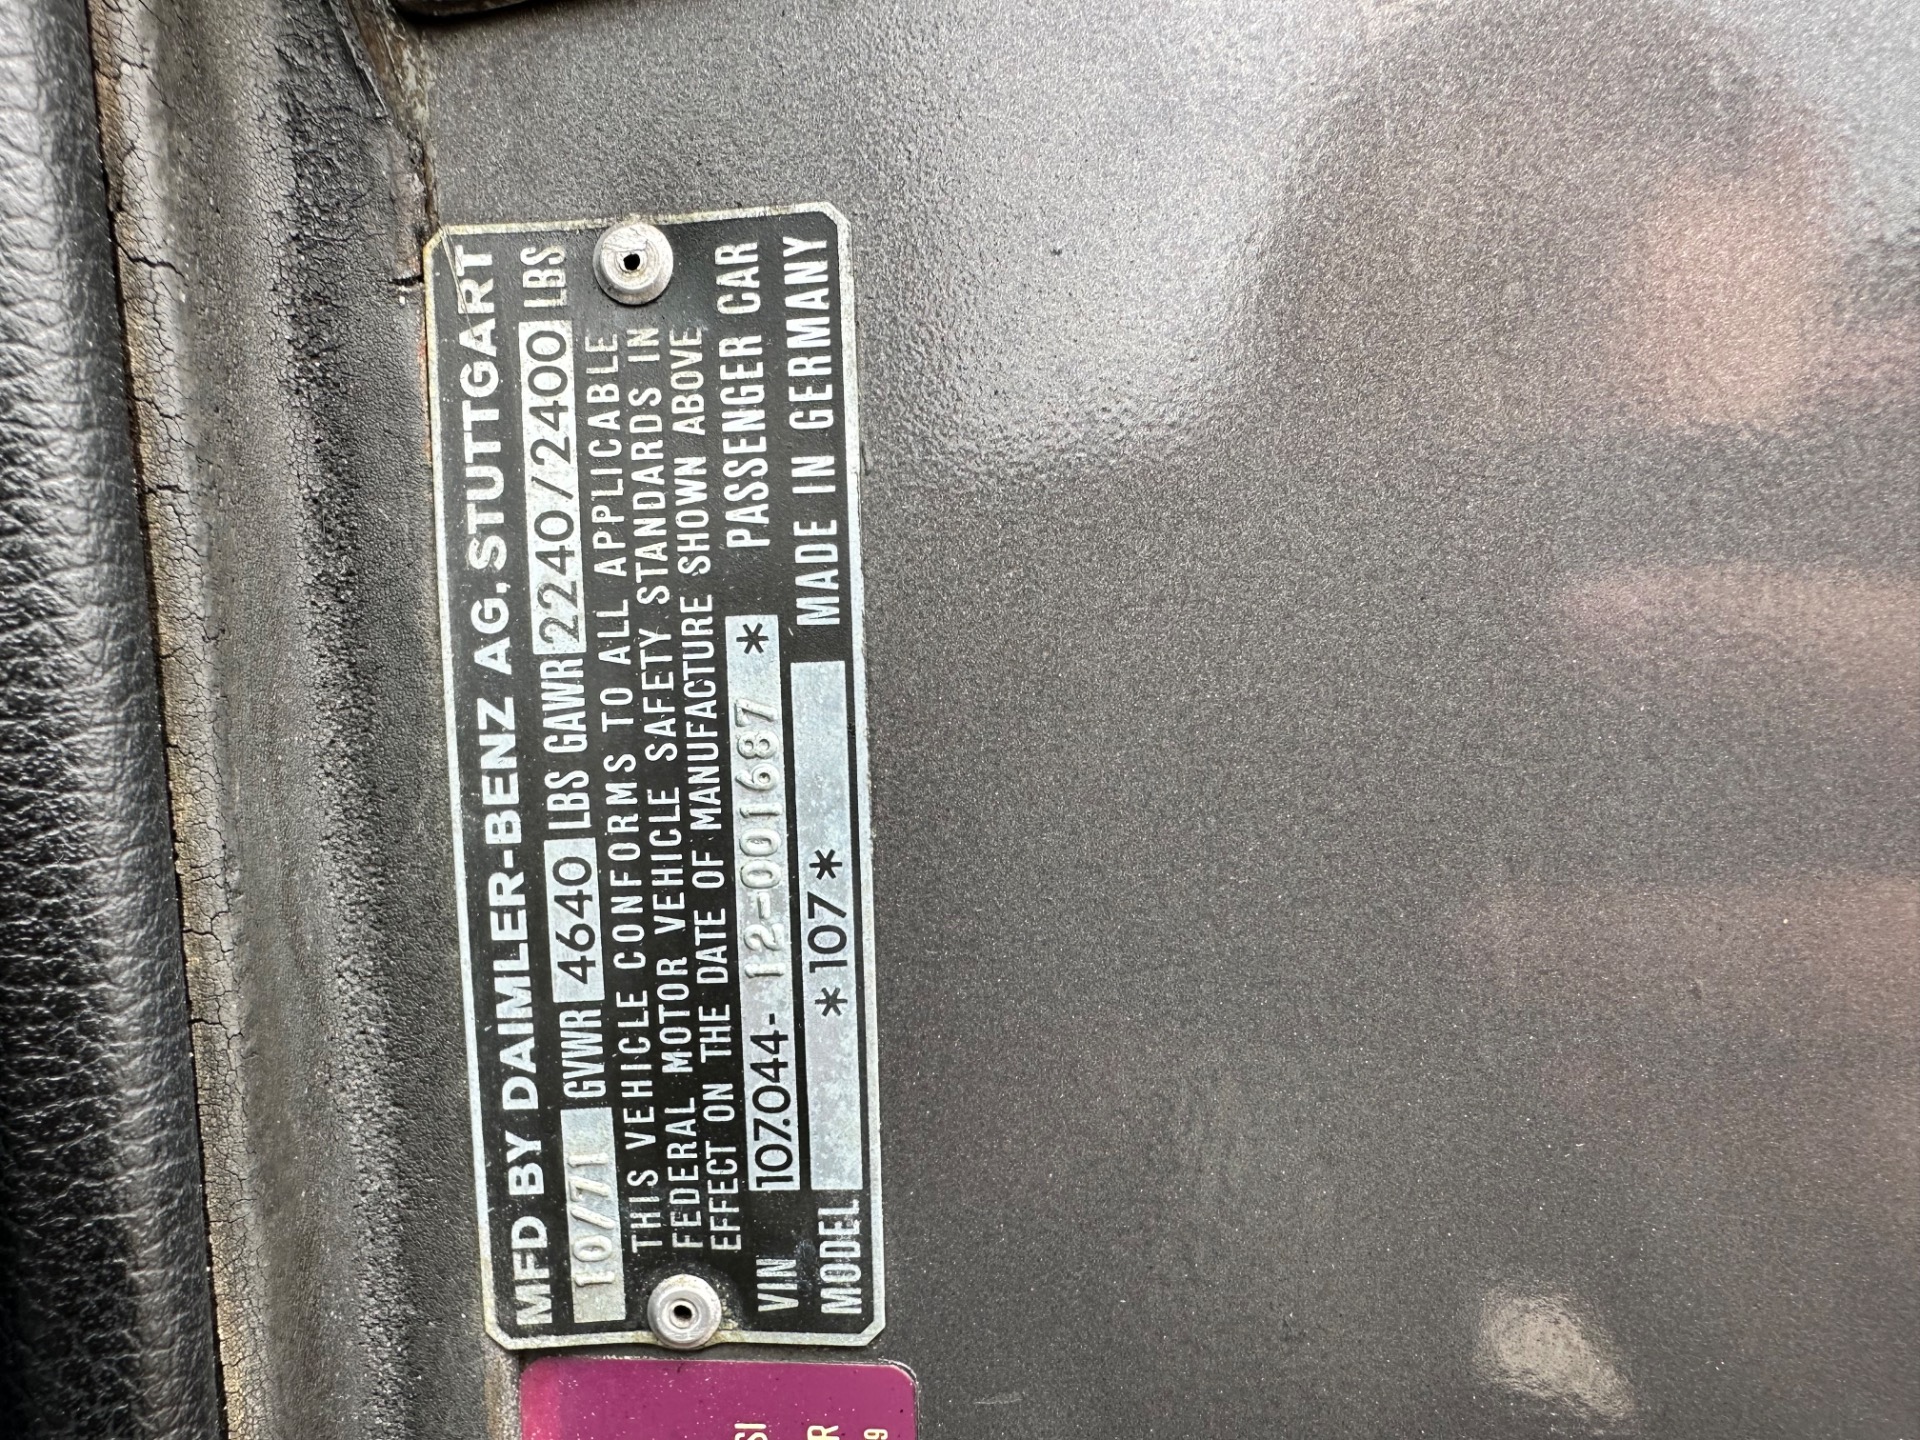 MFD BY DAIMLER-BENZ AG, STUTTGART
10/71 GVWR 4640 LBS GAWR 2240/2400 LBS
THIS VEHICLE CONFORMS TO ALL APPLICABLE
FEDERAL MOTOR VEHICLE SAFETY STANDARDS IN
EFFECT ON THE DATE OF MANUFACTURE SHOWN ABOVE
VIN 107.044-12-001687 * PASSENGER CAR
MODEL *107* MADE IN GERMANY
SI
R
9